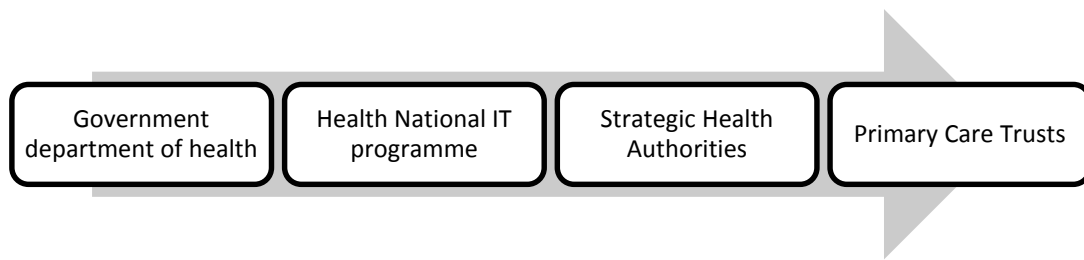 Government
department of health
Health National IT
programme
Strategic Health
Authorities
Primary Care Trusts